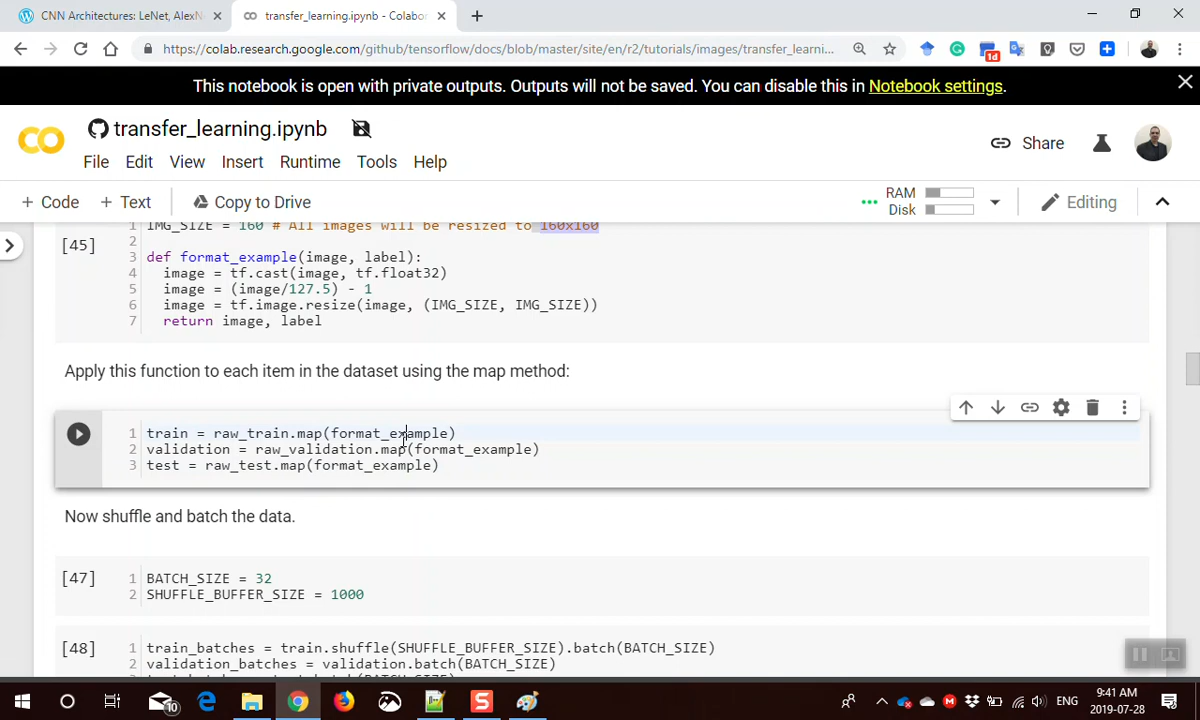 CNN Architectures: LeNet, AlexN
transfer_learning.ipynb - Colabor
https://colab.research.google.com/github/tensorflow/docs/blob/master/site/en/r2/tutorials/images/transfer_learni...
1d
This notebook is open with private outputs. Outputs will not be saved. You can disable this in Notebook settings.
transfer_learning.ipynb
Share
File Edit View Insert Runtime Tools Help
+ Code + Text Copy to Drive
RAM
Disk
Editing
[45]
1 IMG_SIZE = 160 # All images will be resized to 160x160
2
3 def format_example(image, label):
4 image = tf.cast(image, tf.float32)
5 image = (image/127.5) - 1
6 image = tf.image.resize(image, (IMG_SIZE, IMG_SIZE))
7 return image, label
Apply this function to each item in the dataset using the map method:
1 train = raw_train.map(format_example)
2 validation = raw_validation.map(format_example)
3 test = raw_test.map(format_example)
Now shuffle and batch the data.
[47]
1 BATCH_SIZE = 32
2 SHUFFLE_BUFFER_SIZE = 1000
[48]
1 train_batches = train.shuffle(SHUFFLE_BUFFER_SIZE).batch(BATCH_SIZE)
2 validation_batches = validation.batch(BATCH_SIZE)
10
ENG
9:41 AM
2019-07-28